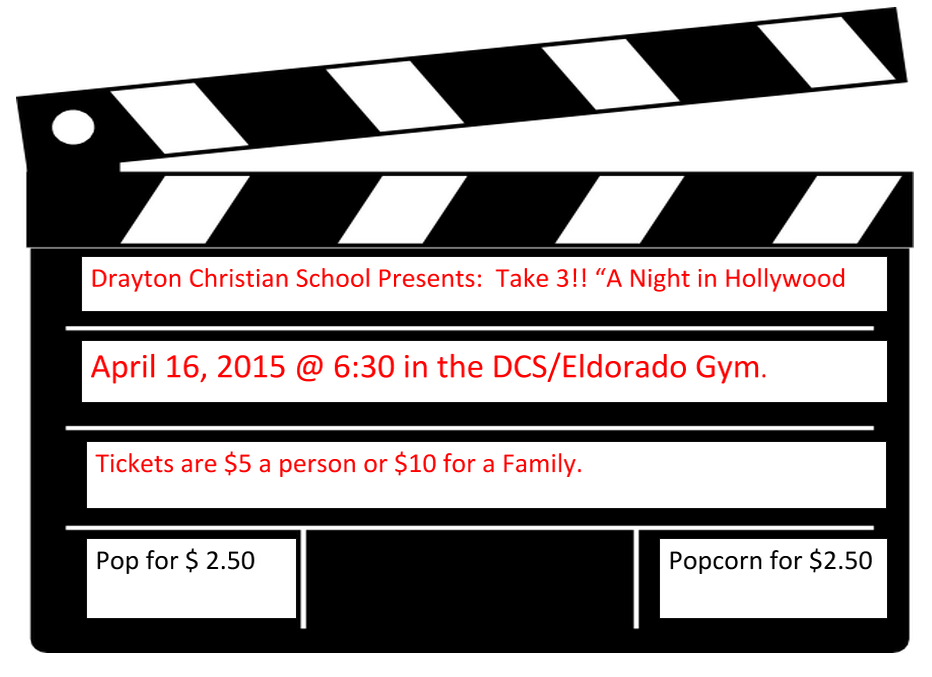 Drayton Christian School Presents:  Take 3!! “A Night in Hollywood
April 16, 2015 @ 6:30 in the DCS/Eldorado Gym.
Tickets are $5 a person or $10 for a Family.
Pop for $ 2.50
Popcorn for $2.50